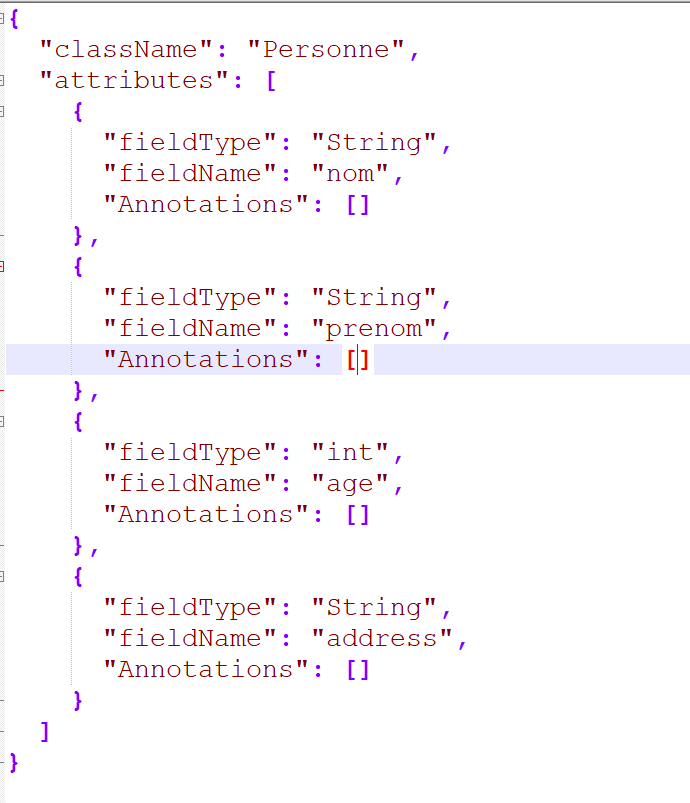 {
  "className": "Personne",
  "attributes": [
    {
      "fieldType": "String",
      "fieldName": "nom",
      "Annotations": []
    },
    {
      "fieldType": "String",
      "fieldName": "prenom",
      "Annotations": []
    },
    {
      "fieldType": "int",
      "fieldName": "age",
      "Annotations": []
    },
    {
      "fieldType": "String",
      "fieldName": "address",
      "Annotations": []
    }
  ]
}